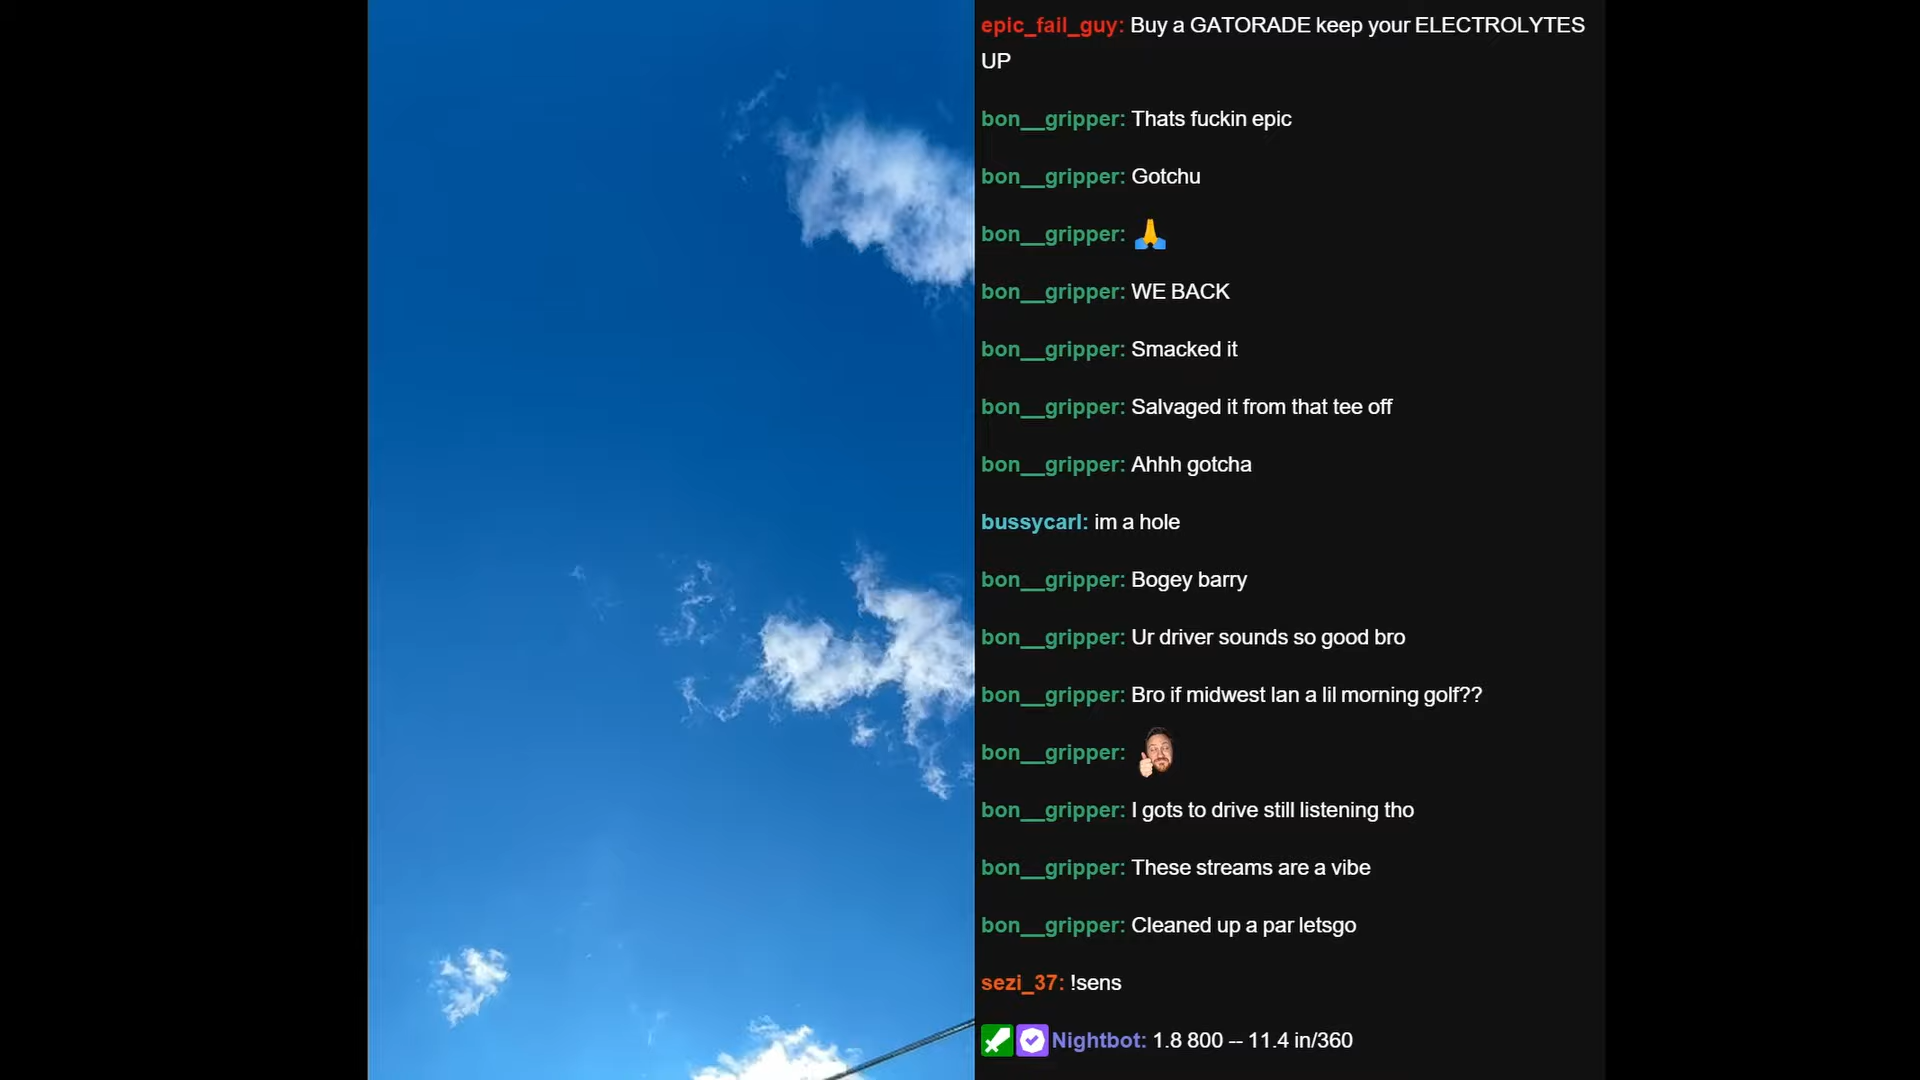 epic_fail_guy: Buy a GATORADE keep your ELECTROLYTES
UP
bon__gripper: Thats fuckin epic
bon__gripper: Gotchu
bon__gripper: 🙏
bon__gripper: WE BACK
bon__gripper: Smacked it
bon__gripper: Salvaged it from that tee off
bon__gripper: Ahhh gotcha
bussycarl: im a hole
bon__gripper: Bogey barry
bon__gripper: Ur driver sounds so good bro
bon__gripper: Bro if midwest lan a lil morning golf??
bon__gripper:
bon__gripper: I gots to drive still listening tho
bon__gripper: These streams are a vibe
bon__gripper: Cleaned up a par letsgo
sezi_37: !sens
Nightbot: 1.8 800 -- 11.4 in/360